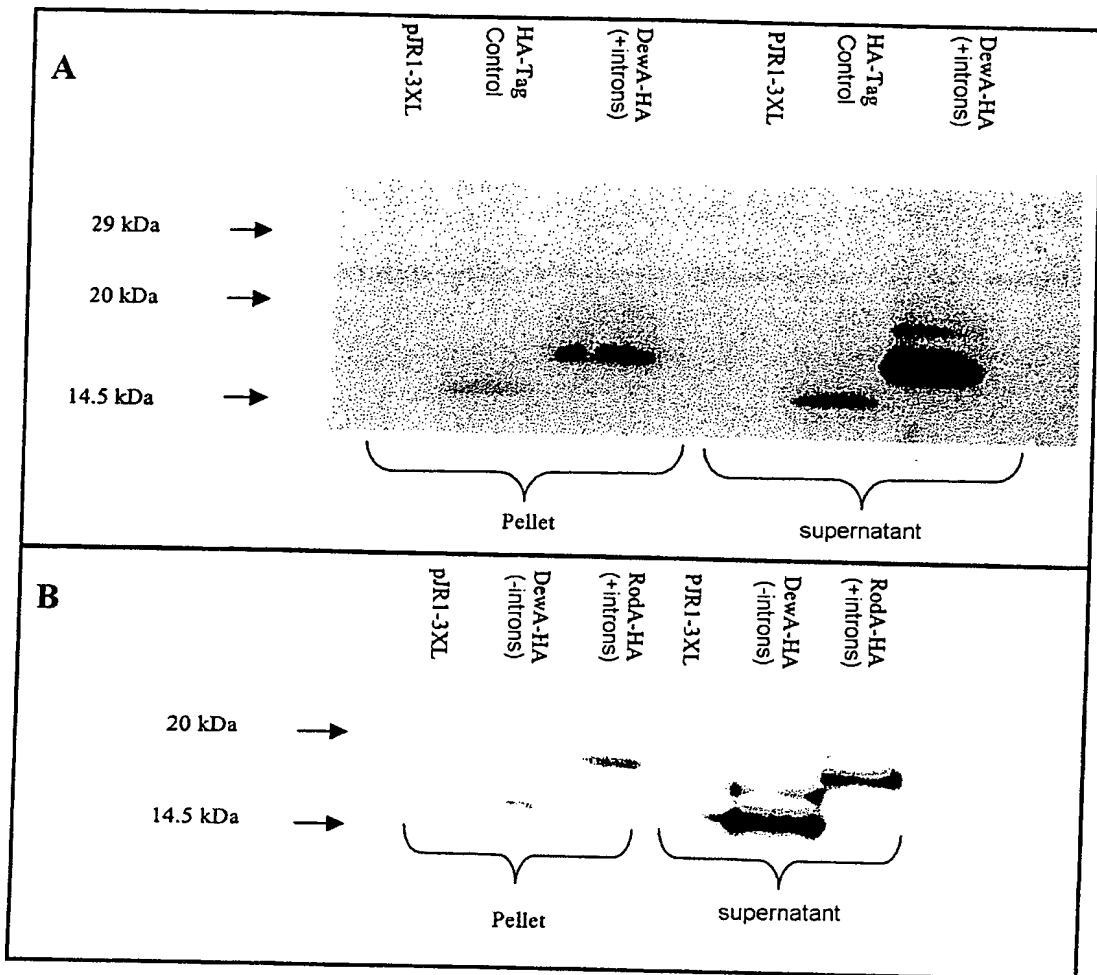 A
pJR1-3XL
HA-Tag
Control
DewA-HA
(+introns)
PJR1-3XL
HA-Tag
Control
DewA-HA
(+introns)
29 kDa
20 kDa
14.5 kDa
Pellet
supernatant
B
pJR1-3XL
DewA-HA
(-introns)
RodA-HA
(+introns)
PJR1-3XL
DewA-HA
(-introns)
RodA-HA
(+introns)
20 kDa
14.5 kDa
Pellet
supernatant